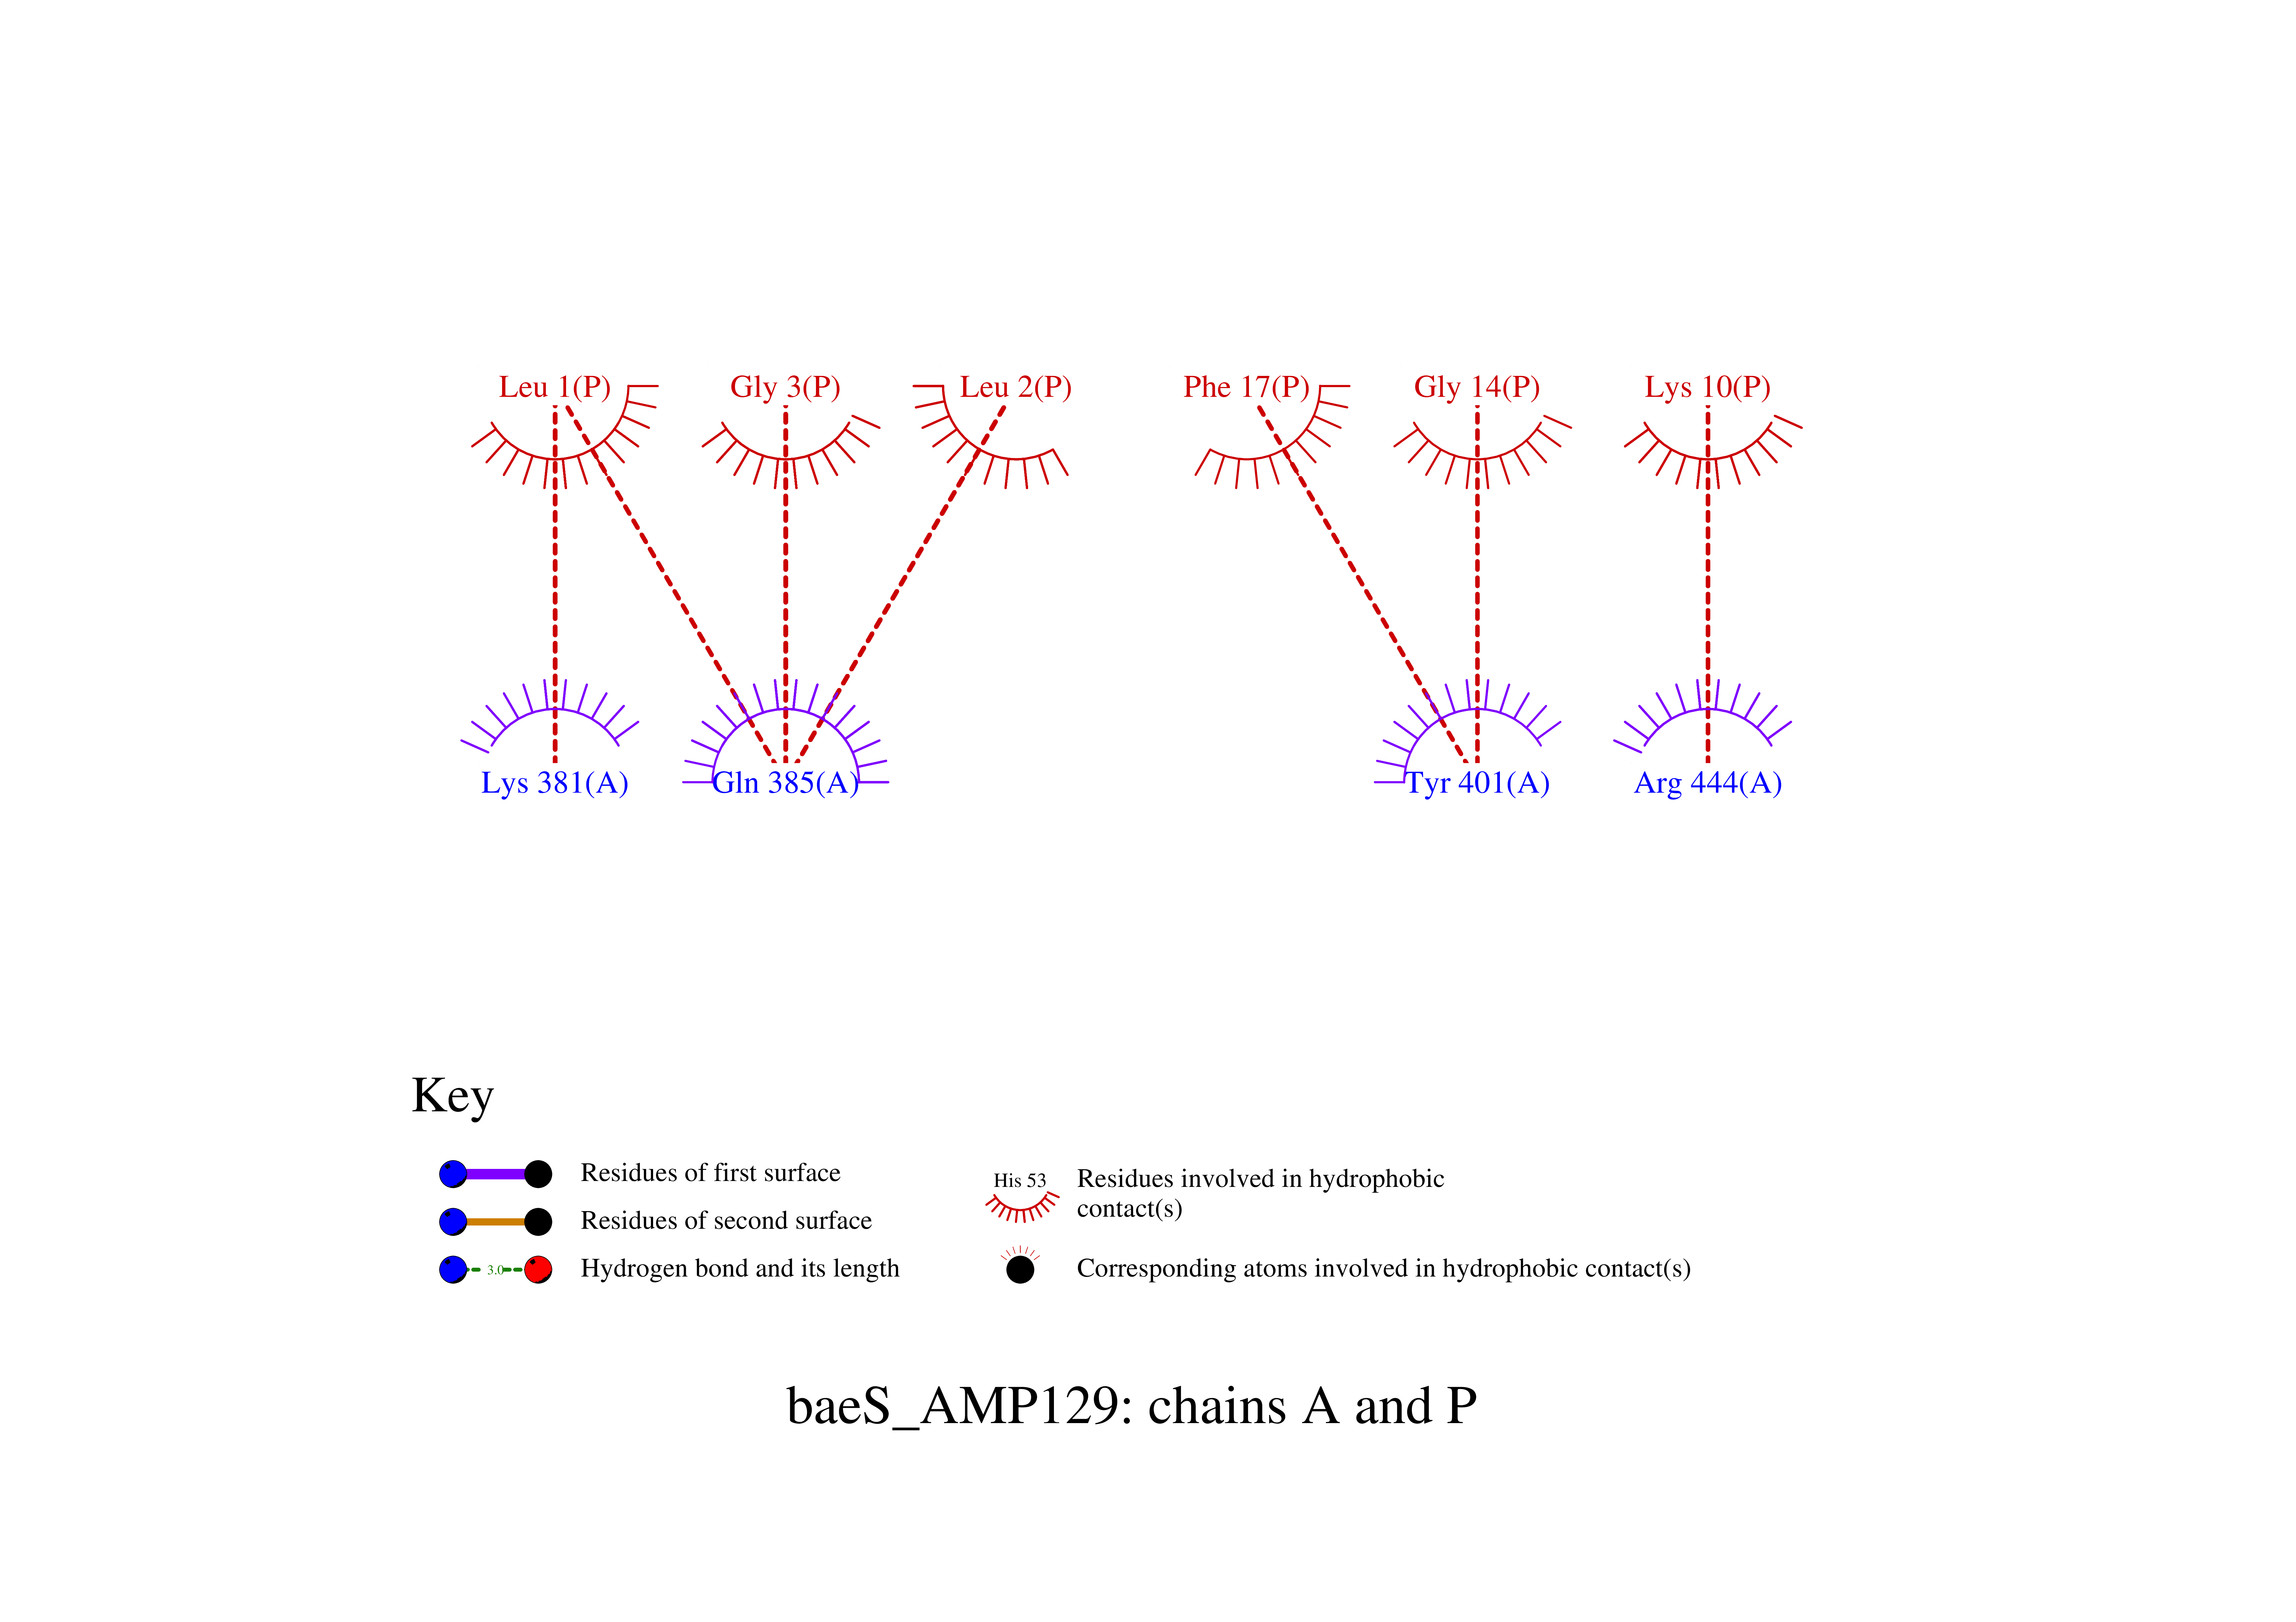 Leu 1(P) Gly 3(P) Leu 2(P) Phe 17(P) Gly 14(P) Lys 10(P)
Lys 381(A) Gln 385(A) Tyr 401(A) Arg 444(A)
Key
Residues of first surface
Residues of second surface
3.0 Hydrogen bond and its length
His 53 Residues involved in hydrophobic
contact(s)
Corresponding atoms involved in hydrophobic contact(s)
baeS_AMP129: chains A and P